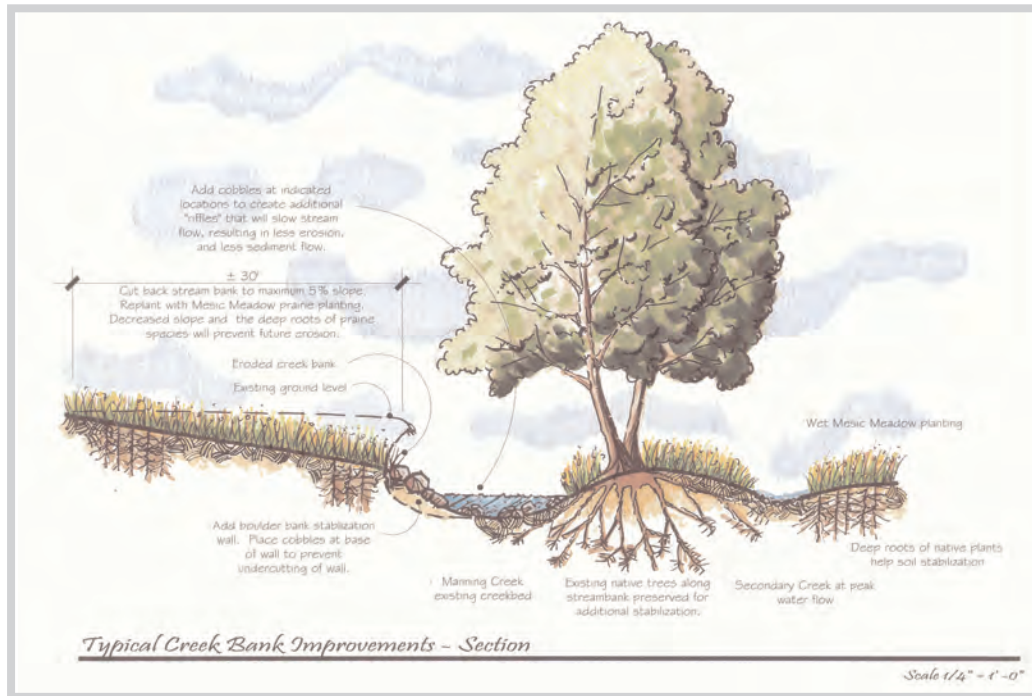 Add cobbles at indicated
locations to create additional
"riffles" that will slow stream
flow, resulting in less erosion,
and less sediment flow.
± 30'
Cut back stream bank to maximum 5% slope.
Replant with Mesic Meadow prairie planting.
Decreased slope and the deep roots of prairie
species will prevent future erosion.
Eroded creek bank
Existing ground level
Wet Mesic Meadow planting
Add boulder bank stabilization
wall. Place cobbles at base
of wall to prevent
undercutting of wall.
Manning Creek
existing creekbed
Existing native trees along
streambank preserved for
additional stabilization.
Secondary Creek at peak
water flow
Deep roots of native plants
help soil stabilization
Typical Creek Bank Improvements ~ Section
Scale 1/4" = 1'-0"